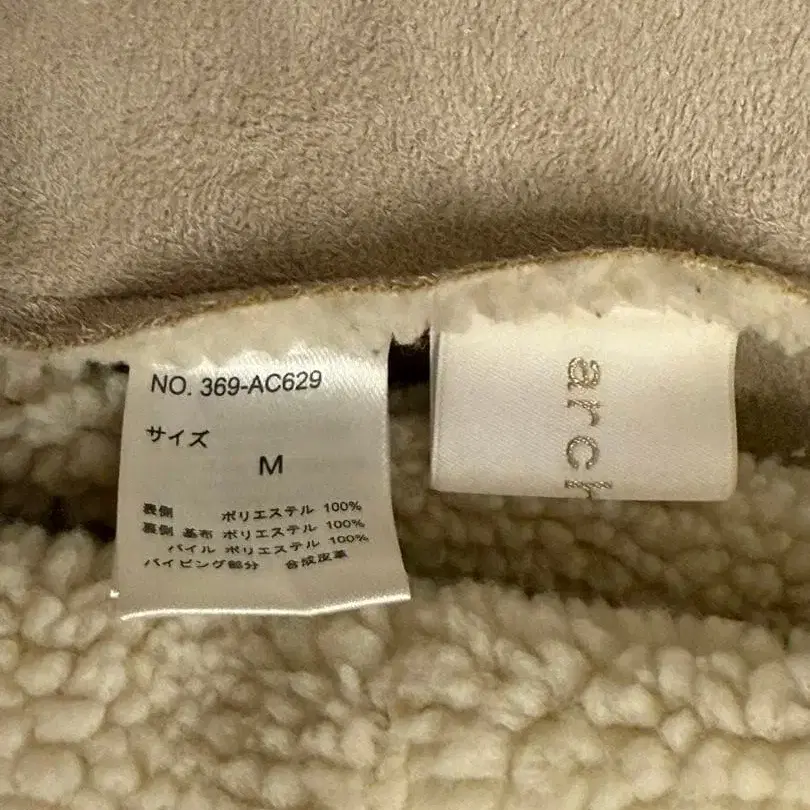 NO. 369-AC629
サイズ
M
表側 ポリエステル 100%
裏側 基布 ポリエステル 100%
パイル ポリエステル 100%
パイピング部分 合成皮革
arch